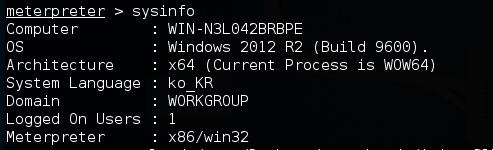 meterpreter > sysinfo
Computer : WIN-N3L042BRBPE
OS : Windows 2012 R2 (Build 9600).
Architecture : x64 (Current Process is WOW64)
System Language : ko_KR
Domain : WORKGROUP
Logged On Users : 1
Meterpreter : x86/win32